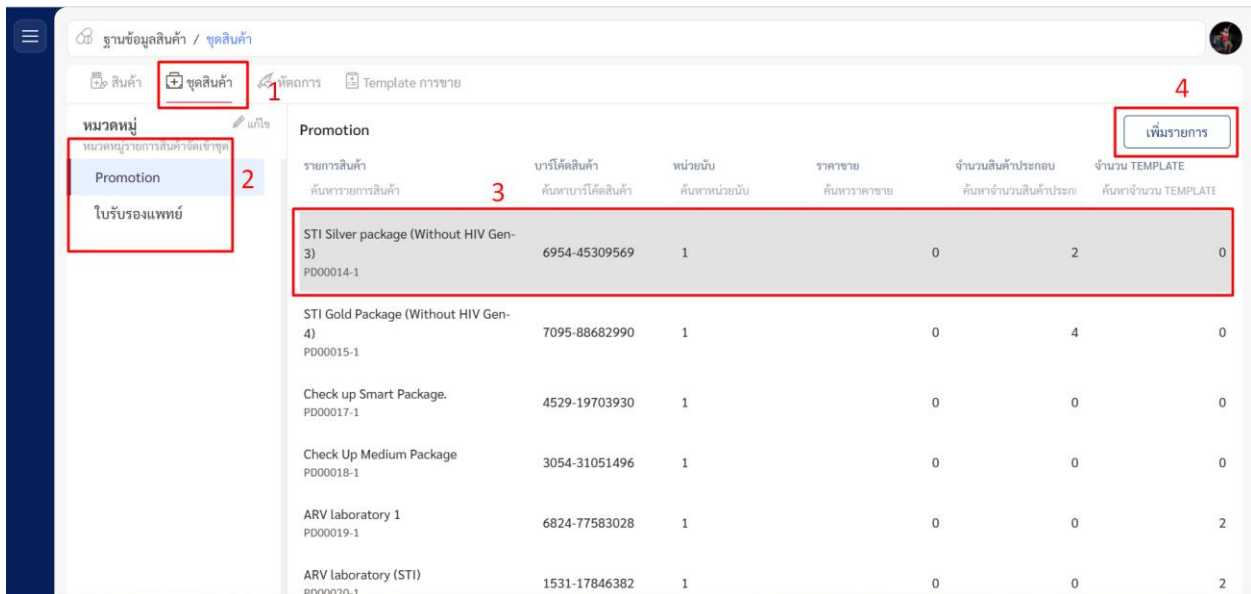 ฐานข้อมูลสินค้า / ชุดสินค้า
สินค้า ชุดสินค้า หัตถการ Template การขาย
1
4
หมวดหมู่ แก้ไข
หมวดหมู่รายการสินค้าจัดเข้าชุด
Promotion
2
ใบรับรองแพทย์
Promotion เพิ่มรายการ
รายการสินค้า บาร์โค้ดสินค้า หน่วยนับ ราคาขาย จำนวนสินค้าประกอบ จำนวน TEMPLATE
ค้นหารายการสินค้า ค้นหาบาร์โค้ดสินค้า ค้นหาหน่วยนับ ค้นหาราคาขาย ค้นหาจำนวนสินค้าประก ค้นหาจำนวน TEMPLATE
3
STI Silver package (Without HIV Gen-
3) 6954-45309569 1 0 2 0
PD00014-1
STI Gold Package (Without HIV Gen-
4) 7095-88682990 1 0 4 0
PD00015-1
Check up Smart Package. 4529-19703930 1 0 0 0
PD00017-1
Check Up Medium Package 3054-31051496 1 0 0 0
PD00018-1
ARV laboratory 1 6824-77583028 1 0 0 2
PD00019-1
ARV laboratory (STI) 1531-17846382 1 0 0 2
PD00020-1